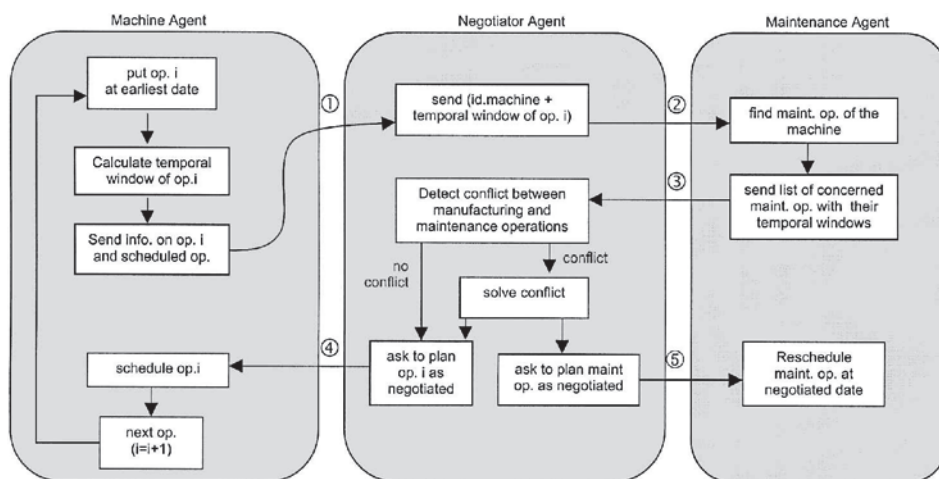 Machine Agent
Negotiator Agent
Maintenance Agent
put op. i
at earliest date
Calculate temporal
window of op.i
Send info. on op. i
and scheduled op.
schedule op.i
next op.
(i=i+1)
①
send (id.machine +
temporal window of op. i)
Detect conflict between
manufacturing and
maintenance operations
no
conflict
conflict
solve conflict
ask to plan
op. i as
negotiated
ask to plan maint
op. as negotiated
②
③
④
⑤
find maint. op. of the
machine
send list of concerned
maint. op. with their
temporal windows
Reschedule
maint. op. at
negotiated date